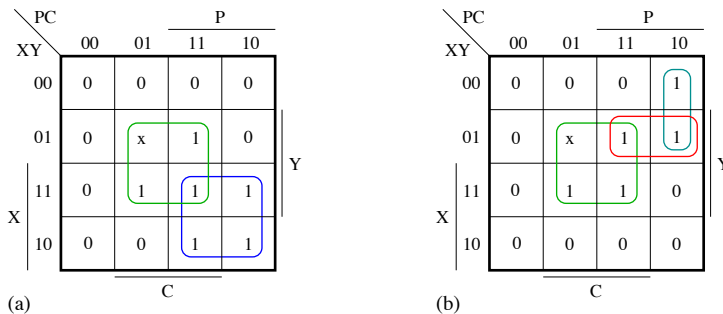 PC P PC P
XY 00 01 11 10 XY 00 01 11 10
00 0 0 0 0 00 0 0 0 1
01 0 x 1 0 01 0 x 1 1
Y Y
11 0 1 1 1 11 0 1 1 0
X X
10 0 0 1 1 10 0 0 1 0
C C
(a) (b)